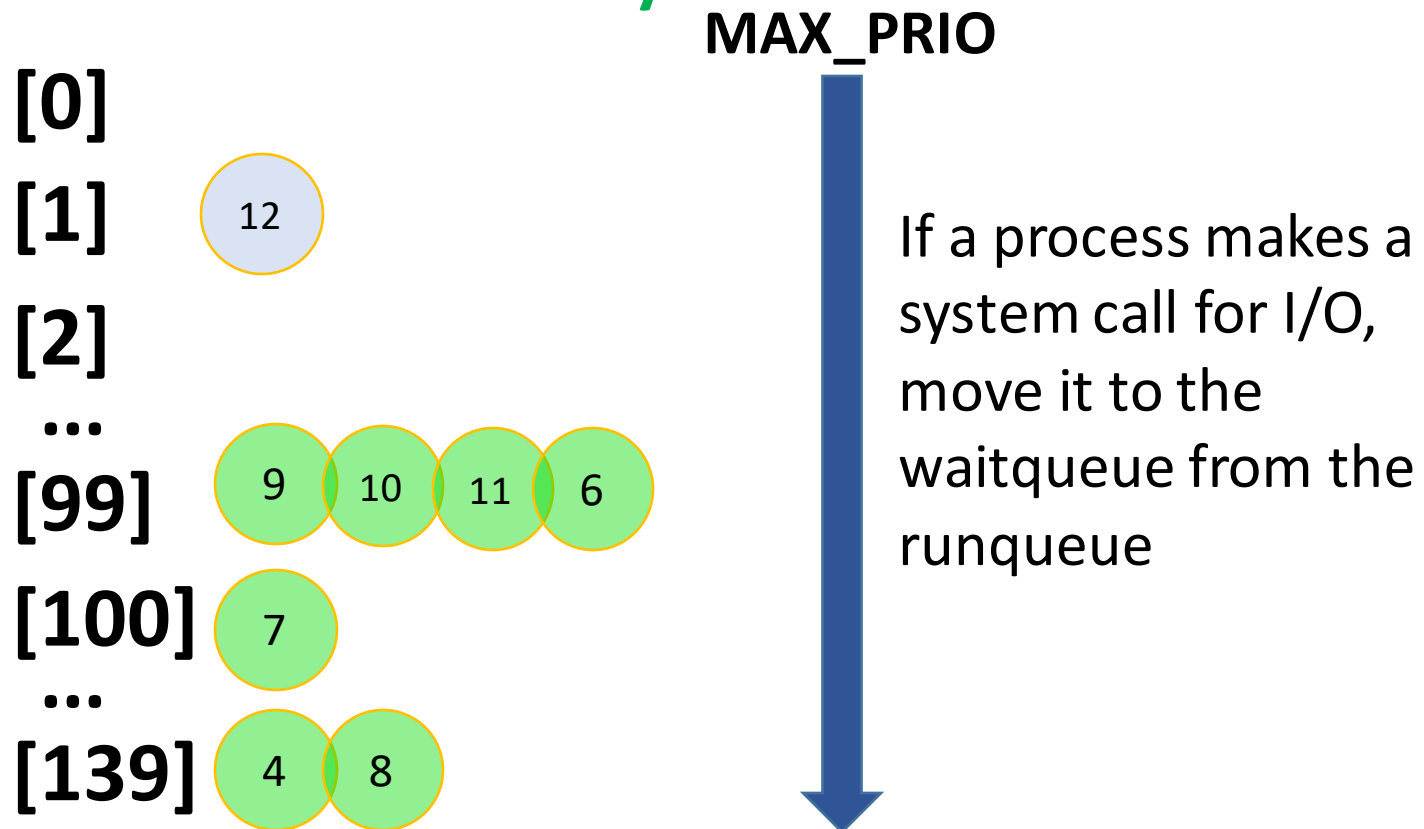 MAX_PRIO
[0]
[1] 12
[2]
...
[99] 9 10 11 6
[100] 7
...
[139] 4 8
If a process makes a
system call for I/O,
move it to the
waitqueue from the
runqueue